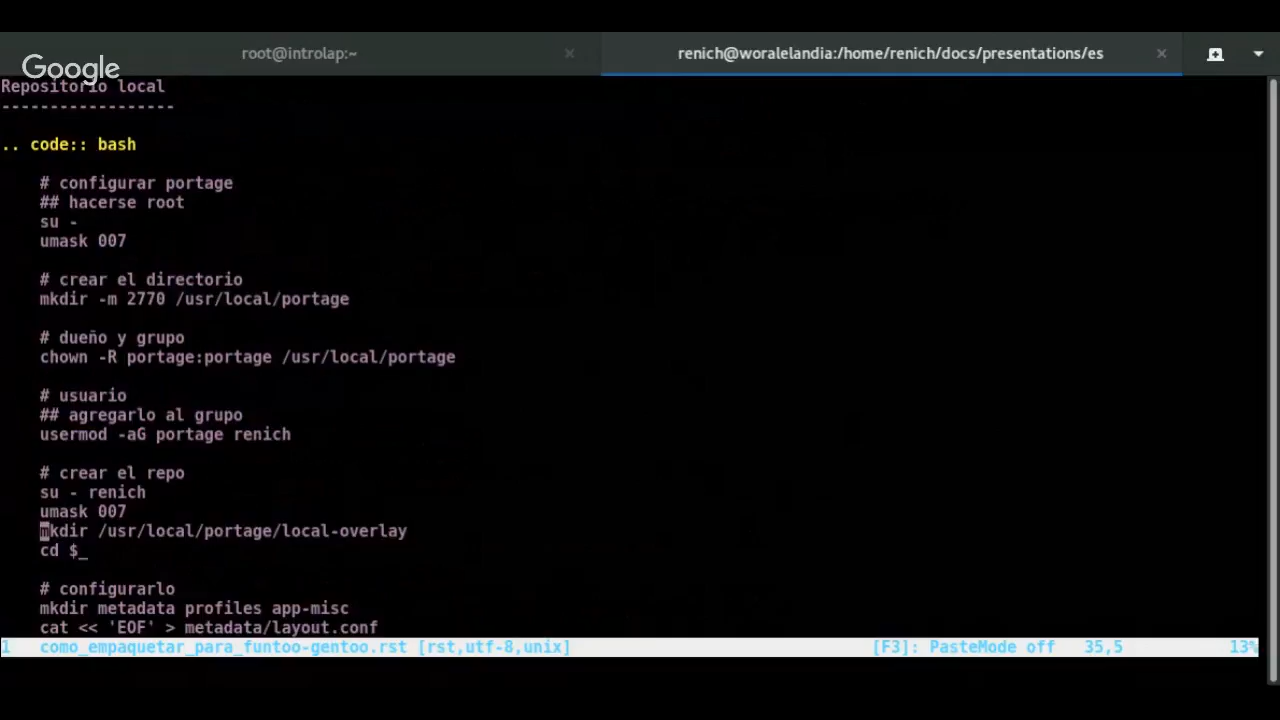 root@introlap:~
renich@woralelandia:/home/renich/docs/presentations/es
Google
Repositorio local
------------------
.. code:: bash
# configurar portage
## hacerse root
su -
umask 007
# crear el directorio
mkdir -m 2770 /usr/local/portage
# dueño y grupo
chown -R portage:portage /usr/local/portage
# usuario
## agregarlo al grupo
usermod -aG portage renich
# crear el repo
su - renich
umask 007
mkdir /usr/local/portage/local-overlay
cd $_
# configurarlo
mkdir metadata profiles app-misc
cat << 'EOF' > metadata/layout.conf
1 como_empaquetar_para_funtoo-gentoo.rst [rst,utf-8,unix] [F3]: PasteMode off 35,5 13%